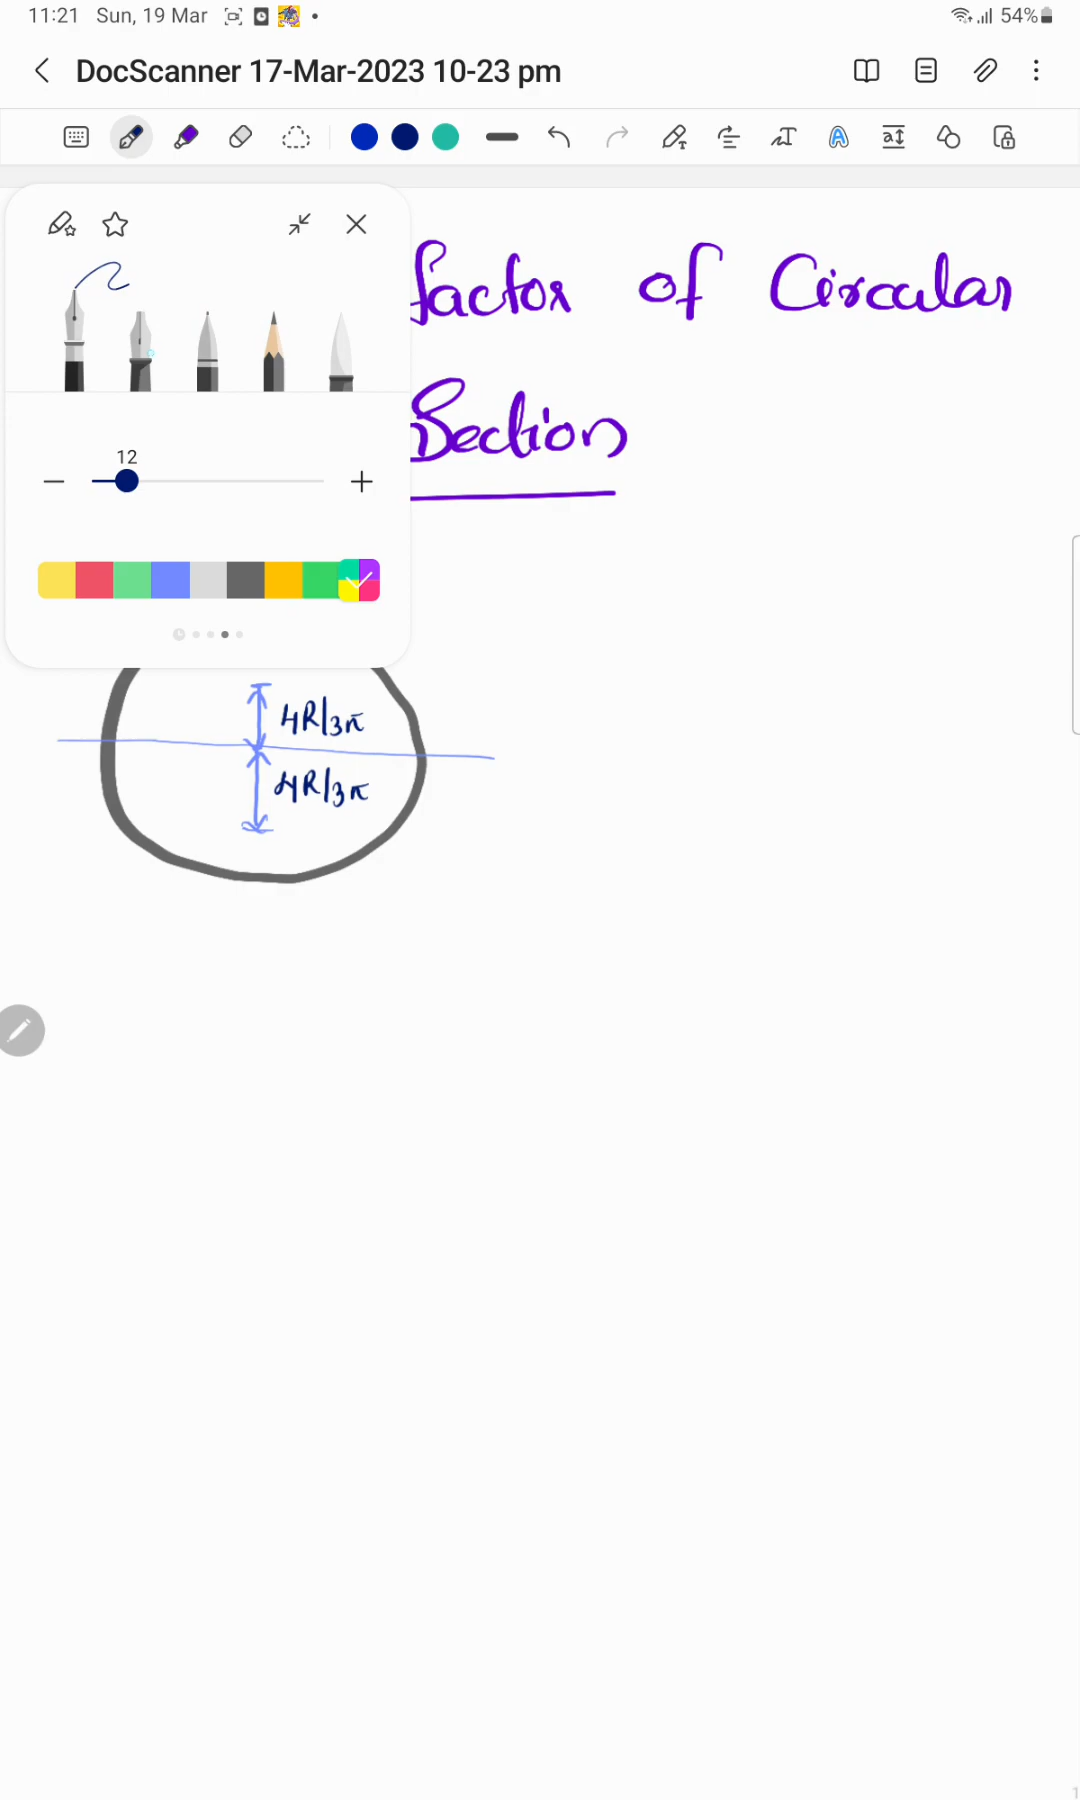 11:21 Sun, 19 Mar
54%
DocScanner 17-Mar-2023 10-23 pm
factor of Circular
Section
12
4R/3π
4R/3π
1